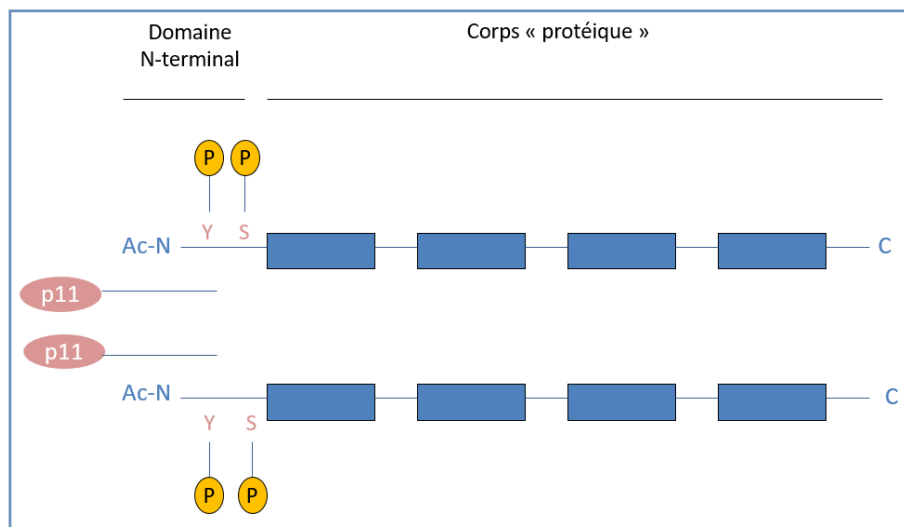 Domaine
N-terminal
Corps « protéique »
P P
Y S
Ac-N C
p11
p11
Ac-N C
Y S
P P